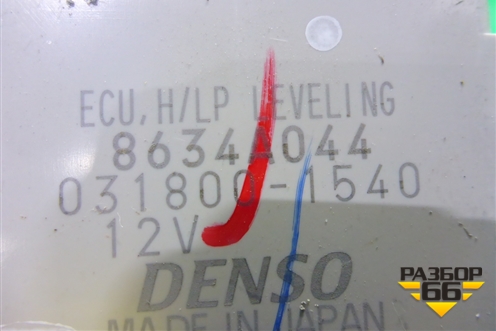 ECU, H/LP LEVELING
8634A044
031800-1540
12V
DENSO
MADE IN JAPAN
РАЗБОР
66